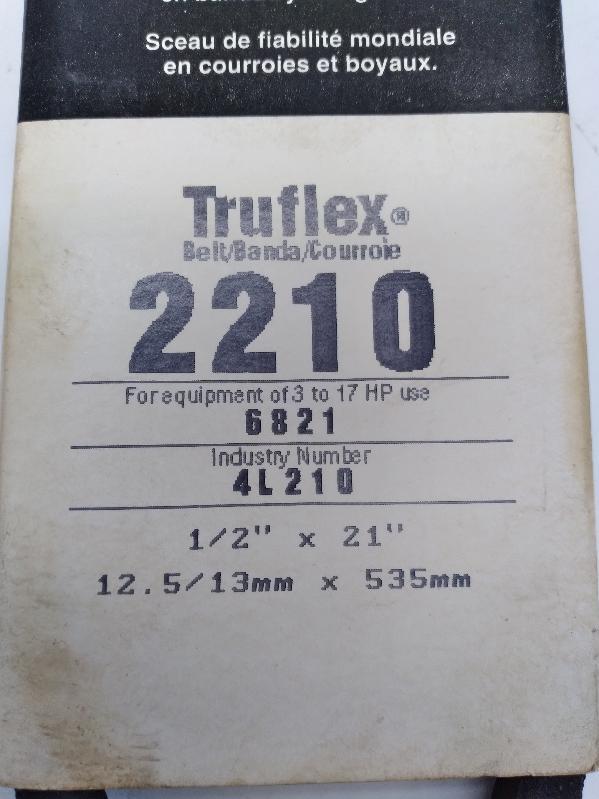 Sceau de fiabilité mondiale
en courroies et boyaux.
Truflex®
Belt/Banda/Courroie
2210
For equipment of 3 to 17 HP use
6821
Industry Number
4L210
1/2" x 21"
12.5/13mm x 535mm